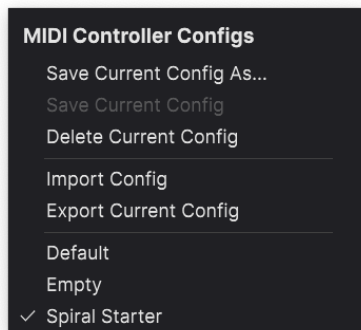 MIDI Controller Configs
Save Current Config As...
Save Current Config
Delete Current Config
Import Config
Export Current Config
Default
Empty
✓ Spiral Starter